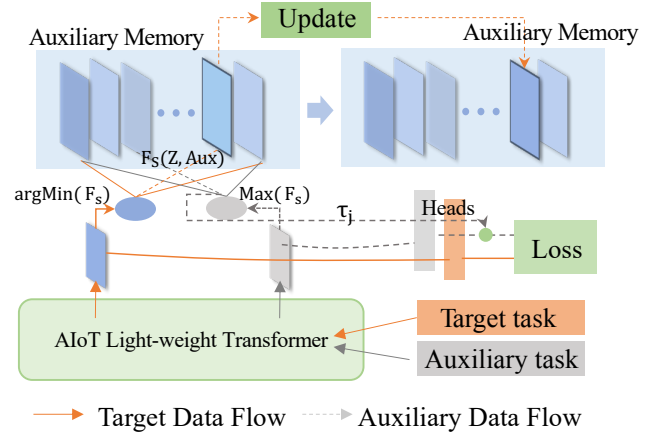 Update
Auxiliary Memory
Auxiliary Memory
F_s(Z, Aux)
argMin( F_s)
Max( F_s)
τ_j
Heads
Loss
Target task
AIoT Light-weight Transformer
Auxiliary task
Target Data Flow
Auxiliary Data Flow